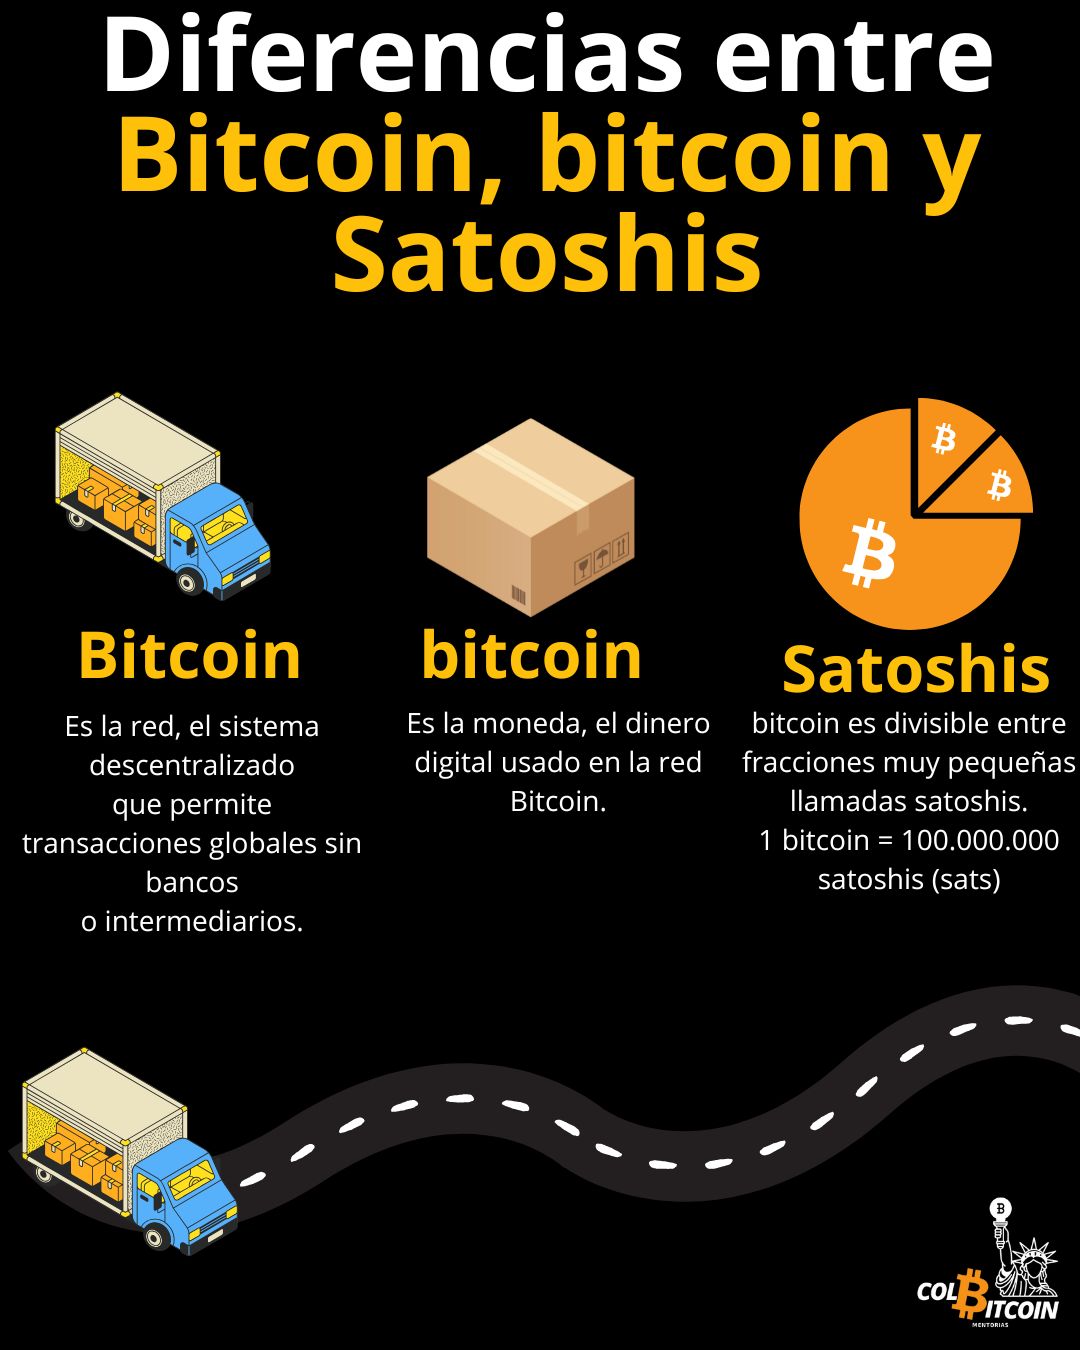 Diferencias entre
Bitcoin, bitcoin y
Satoshis
Bitcoin
Es la red, el sistema
descentralizado
que permite
transacciones globales sin
bancos
o intermediarios.
bitcoin
Es la moneda, el dinero
digital usado en la red
Bitcoin.
Satoshis
bitcoin es divisible entre
fracciones muy pequeñas
llamadas satoshis.
1 bitcoin = 100.000.000
satoshis (sats)
COLBITCOIN
MENTORIAS